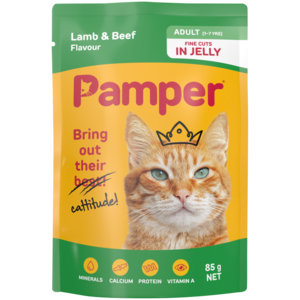 Lamb & Beef
Flavour
ADULT (1-7 YRS)
FINE CUTS
IN JELLY
Pamper®
Bring
out
their
best!
cattitude!
MINERALS
CALCIUM
PROTEIN
VITAMIN A
85g
NET